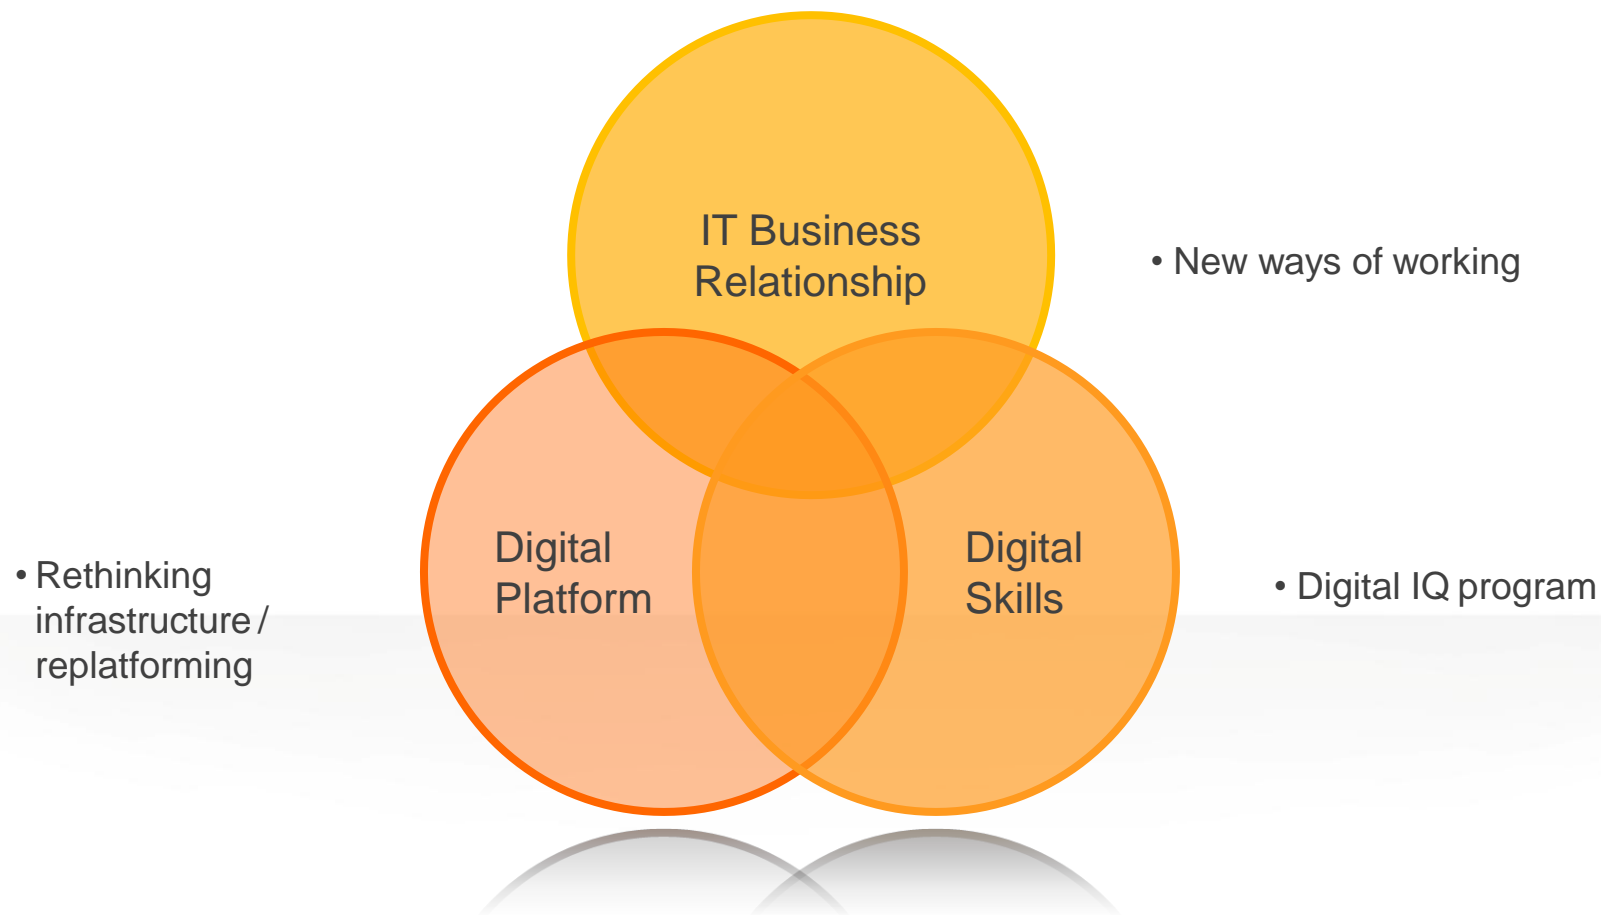 IT Business
Relationship
• New ways of working
Digital
Platform
Digital
Skills
• Rethinking
infrastructure /
replatforming
• Digital IQ program